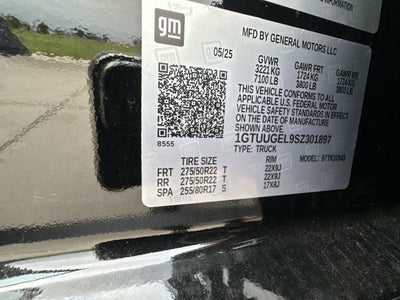 INFORMATION
gm
MFD BY GENERAL MOTORS LLC
05/25 GVWR GAWR FRT GAWR RR
3221 KG 1724 KG 1724 KG
7100 LB 3800 LB 3800 LB
THIS VEHICLE CONFORMS TO ALL
APPLICABLE U.S. FEDERAL MOTOR
VEHICLE SAFETY STANDARDS IN EFFECT
ON THE DATE OF MANUFACTURE
SHOWN ABOVE.
1GTUUGEL9SZ301897
TYPE: TRUCK
8555
MODEL:
TIRE SIZE RIM
FRT 275/50R22 T 22X9J
RR 275/50R22 T 22X9J
SPA 255/80R17 S 17X8J